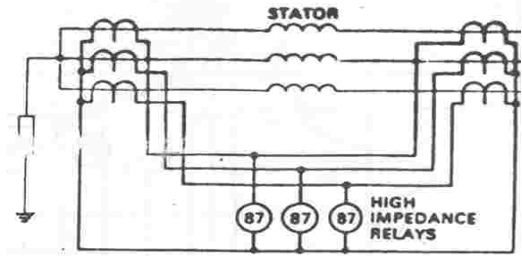 STATOR
87 87 87
HIGH
IMPEDANCE
RELAYS